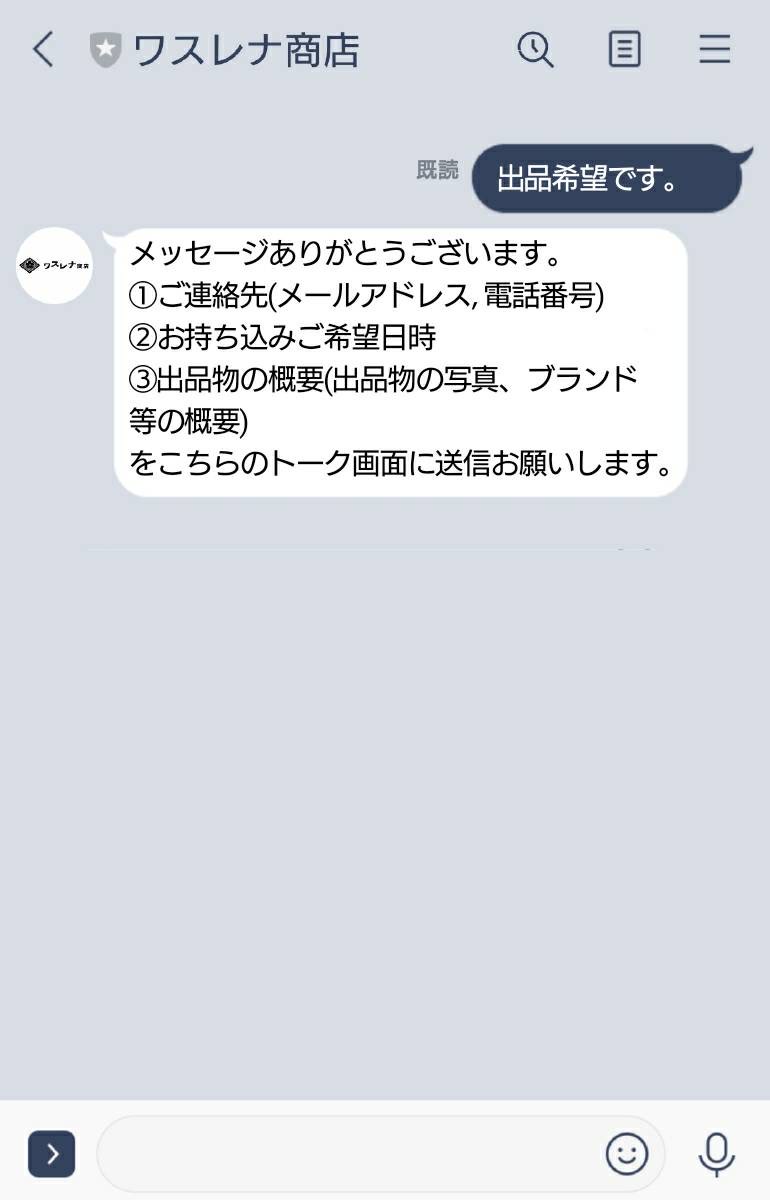 ワスレナ商店
既読
出品希望です。
ワスレナ商店
メッセージありがとうございます。
①ご連絡先(メールアドレス, 電話番号)
②お持ち込みご希望日時
③出品物の概要(出品物の写真、ブランド
等の概要)
をこちらのトーク画面に送信お願いします。